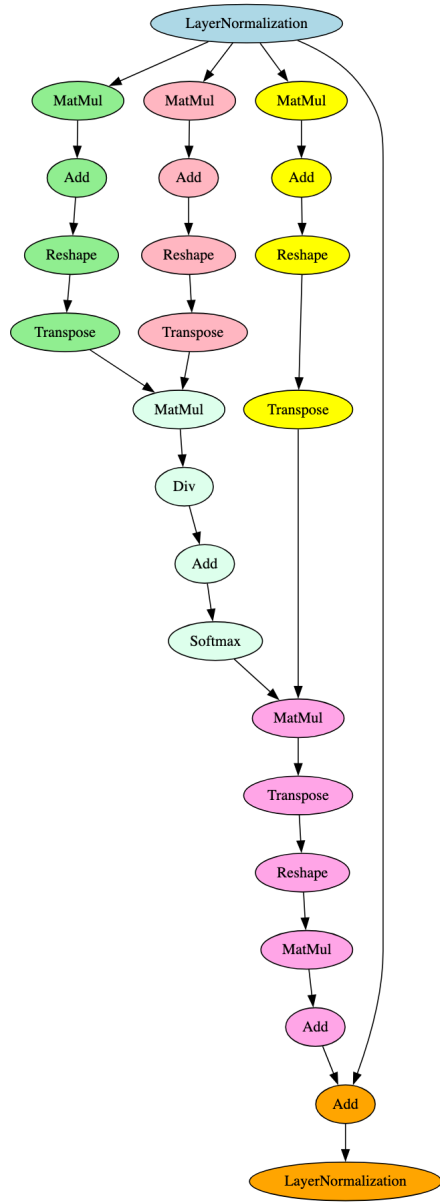 LayerNormalization
MatMul
MatMul
MatMul
Add
Add
Add
Reshape
Reshape
Reshape
Transpose
Transpose
MatMul
Transpose
Div
Add
Softmax
MatMul
Transpose
Reshape
MatMul
Add
Add
LayerNormalization